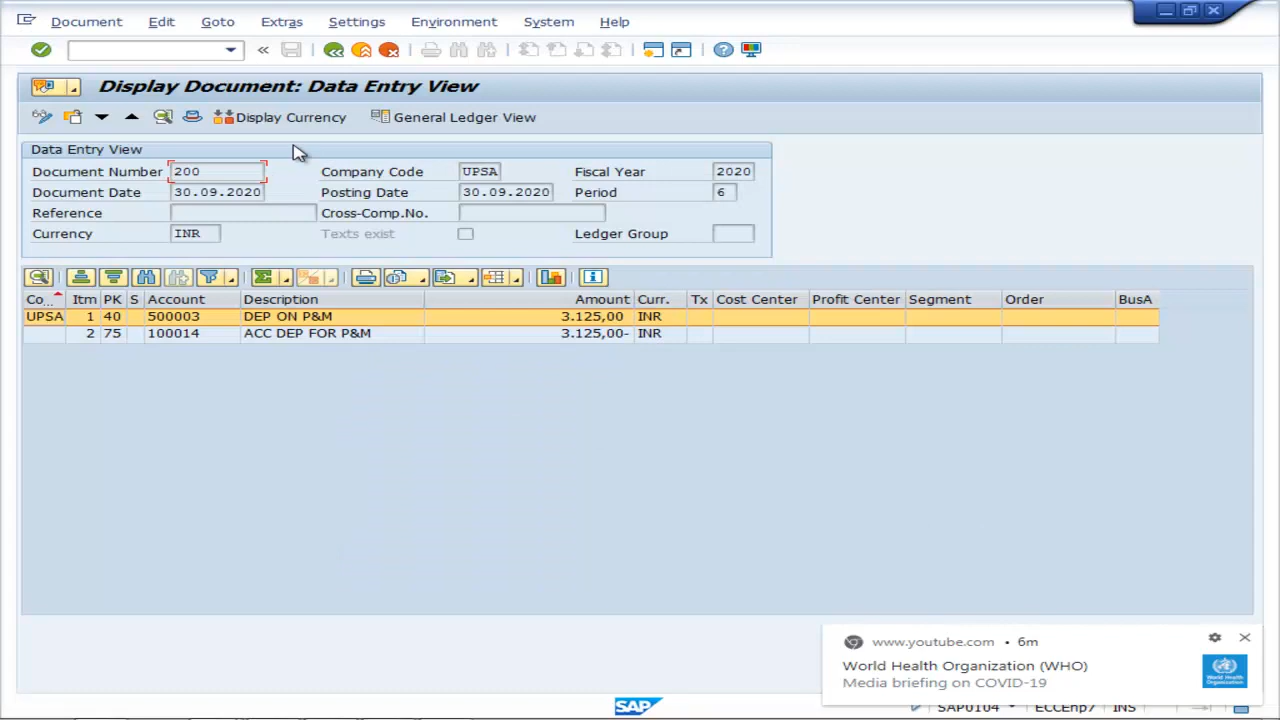 Document Edit Goto Extras Settings Environment System Help
Display Document: Data Entry View
Display Currency General Ledger View
Data Entry View
Document Number 200 Company Code UPSA Fiscal Year 2020
Document Date 30.09.2020 Posting Date 30.09.2020 Period 6
Reference Cross-Comp.No.
Currency INR Texts exist Ledger Group
Co... Itm PK S Account Description Amount Curr. Tx Cost Center Profit Center Segment Order BusA
UPSA 1 40 500003 DEP ON P&M 3.125,00 INR
2 75 100014 ACC DEP FOR P&M 3.125,00- INR
www.youtube.com • 6m
World Health Organization (WHO)
Media briefing on COVID-19
World Health
Organization
SAP SAP0104 ECCEhp7 INS